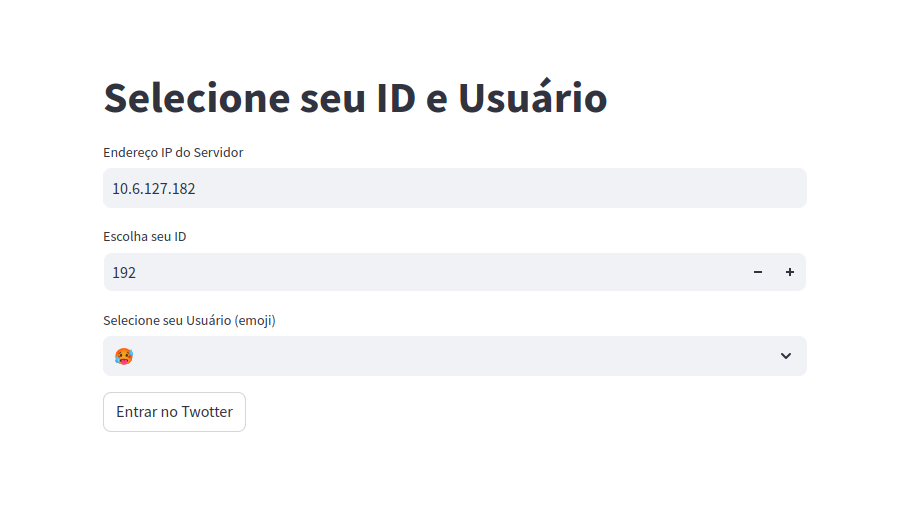 Selecione seu ID e Usuário
Endereço IP do Servidor
10.6.127.182
Escolha seu ID
192
Selecione seu Usuário (emoji)
🥵
Entrar no Twotter